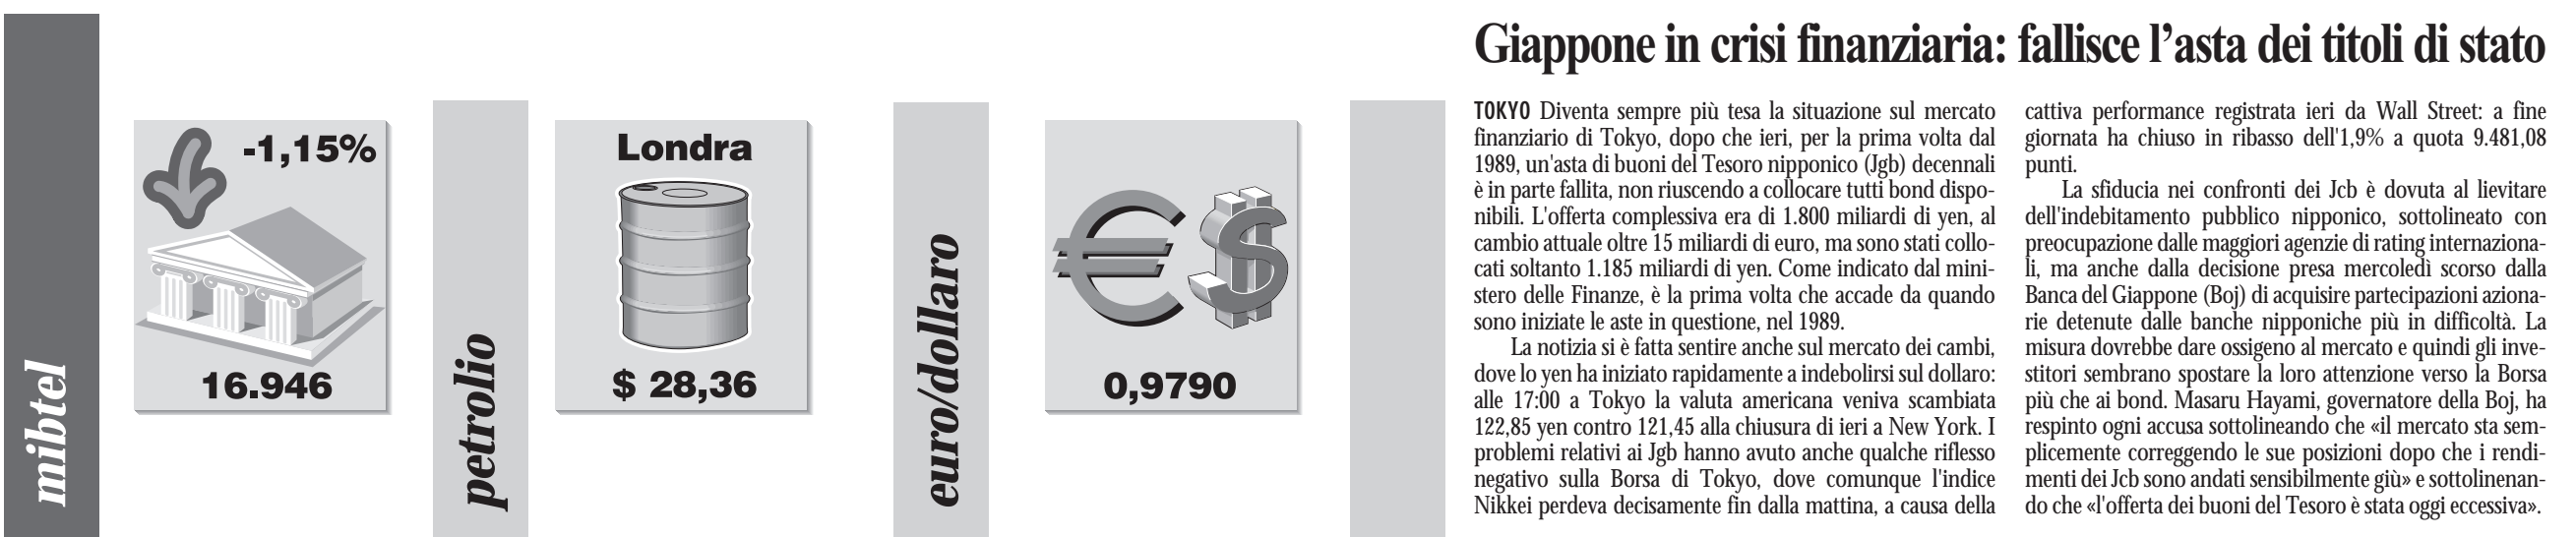 mibtel
-1,15%
16.946
petrolio
Londra
$ 28,36
euro/dollaro
0,9790
Giappone in crisi finanziaria: fallisce l’asta dei titoli di stato
TOKYO Diventa sempre più tesa la situazione sul mercato
finanziario di Tokyo, dopo che ieri, per la prima volta dal
1989, un'asta di buoni del Tesoro nipponico (Jgb) decennali
è in parte fallita, non riuscendo a collocare tutti bond dispo-
nibili. L'offerta complessiva era di 1.800 miliardi di yen, al
cambio attuale oltre 15 miliardi di euro, ma sono stati collo-
cati soltanto 1.185 miliardi di yen. Come indicato dal mini-
stero delle Finanze, è la prima volta che accade da quando
sono iniziate le aste in questione, nel 1989.
La notizia si è fatta sentire anche sul mercato dei cambi,
dove lo yen ha iniziato rapidamente a indebolirsi sul dollaro:
alle 17:00 a Tokyo la valuta americana veniva scambiata
122,85 yen contro 121,45 alla chiusura di ieri a New York. I
problemi relativi ai Jgb hanno avuto anche qualche riflesso
negativo sulla Borsa di Tokyo, dove comunque l'indice
Nikkei perdeva decisamente fin dalla mattina, a causa della
cattiva performance registrata ieri da Wall Street: a fine
giornata ha chiuso in ribasso dell'1,9% a quota 9.481,08
punti.
La sfiducia nei confronti dei Jcb è dovuta al lievitare
dell'indebitamento pubblico nipponico, sottolineato con
preocupazione dalle maggiori agenzie di rating internaziona-
li, ma anche dalla decisione presa mercoledì scorso dalla
Banca del Giappone (Boj) di acquisire partecipazioni aziona-
rie detenute dalle banche nipponiche più in difficoltà. La
misura dovrebbe dare ossigeno al mercato e quindi gli inve-
stitori sembrano spostare la loro attenzione verso la Borsa
più che ai bond. Masaru Hayami, governatore della Boj, ha
respinto ogni accusa sottolineando che «il mercato sta sem-
plicemente correggendo le sue posizioni dopo che i rendi-
menti dei Jcb sono andati sensibilmente giù» e sottolinenan-
do che «l'offerta dei buoni del Tesoro è stata oggi eccessiva».